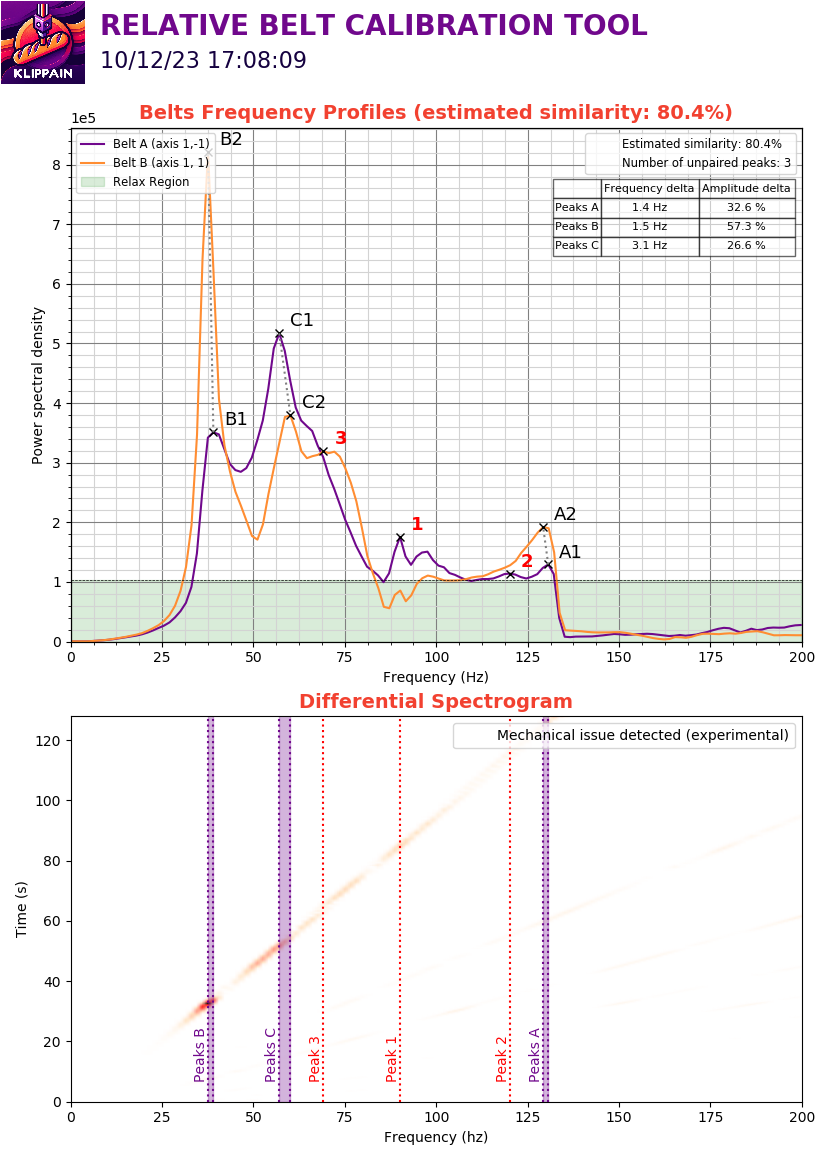 KLIPPAIN
RELATIVE BELT CALIBRATION TOOL
10/12/23 17:08:09
Belts Frequency Profiles (estimated similarity: 80.4%)
1e5
Belt A (axis 1,-1)
Belt B (axis 1, 1)
Relax Region
Estimated similarity: 80.4%
Number of unpaired peaks: 3
Frequency delta Amplitude delta
Peaks A 1.4 Hz 32.6 %
Peaks B 1.5 Hz 57.3 %
Peaks C 3.1 Hz 26.6 %
B2
C1
C2
B1
3
1
A2
2
A1
8
7
6
5
4
3
2
1
0
Power spectral density
0 25 50 75 100 125 150 175 200
Frequency (Hz)
Differential Spectrogram
Mechanical issue detected (experimental)
120
100
80
60
40
20
0
Time (s)
Peaks B
Peaks C
Peak 3
Peak 1
Peak 2
Peaks A
0 25 50 75 100 125 150 175 200
Frequency (hz)